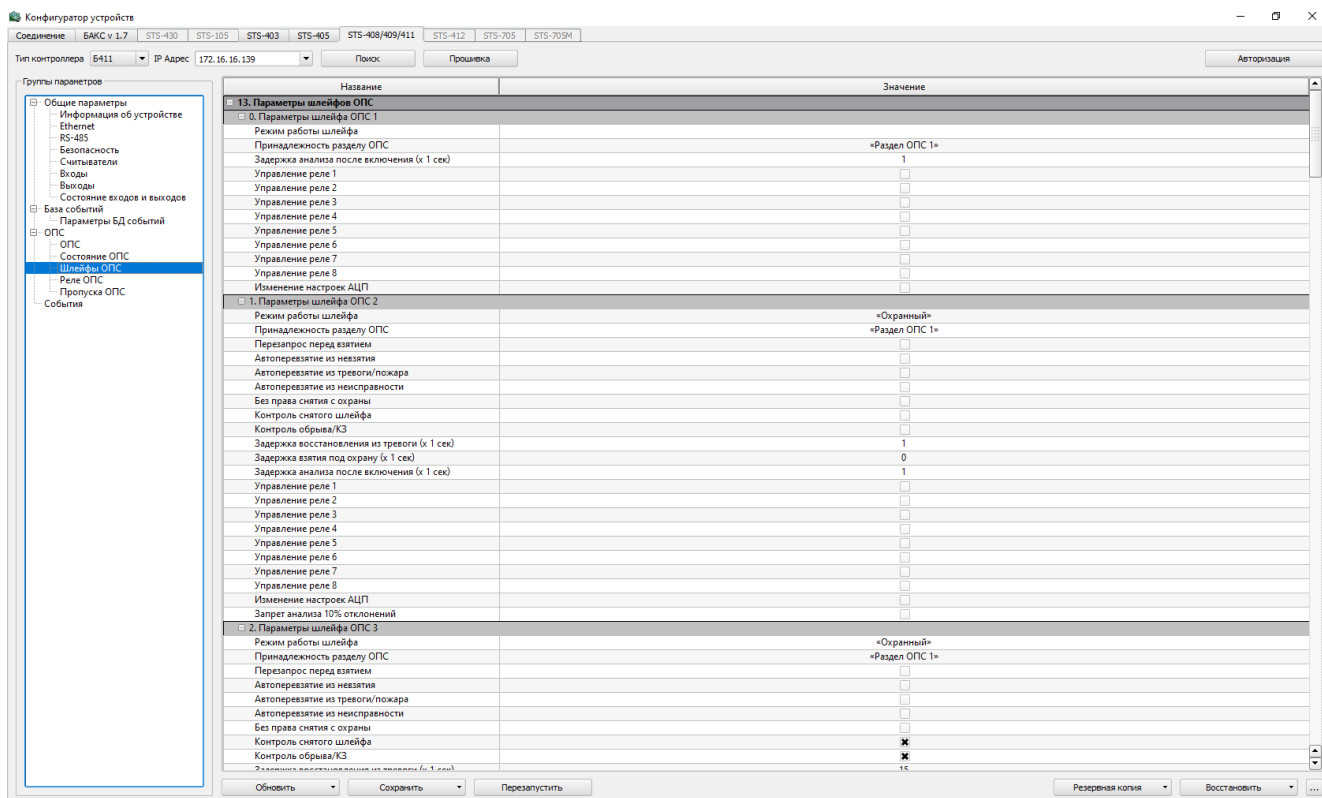 Конфигуратор устройств
Соединение БАКС v 1.7 STS-430 STS-105 STS-403 STS-405 STS-408/409/411 STS-412 STS-705 STS-705M
Тип контроллера Б411 IP Адрес 172.16.16.139 Поиск Прошивка Авторизация
Группы параметров
Общие параметры
Информация об устройстве
Ethernet
RS-485
Безопасность
Считыватели
Входы
Выходы
Состояние входов и выходов
База событий
Параметры БД событий
ОПС
ОПС
Состояние ОПС
Шлейфы ОПС
Реле ОПС
Пропуска ОПС
События
Название Значение
13. Параметры шлейфов ОПС
0. Параметры шлейфа ОПС 1
Режим работы шлейфа
Принадлежность разделу ОПС «Раздел ОПС 1»
Задержка анализа после включения (x 1 сек) 1
Управление реле 1
Управление реле 2
Управление реле 3
Управление реле 4
Управление реле 5
Управление реле 6
Управление реле 7
Управление реле 8
Изменение настроек АЦП
1. Параметры шлейфа ОПС 2
Режим работы шлейфа «Охранный»
Принадлежность разделу ОПС «Раздел ОПС 1»
Перезапрос перед взятием
Автоперевзятие из невзятия
Автоперевзятие из тревоги/пожара
Автоперевзятие из неисправности
Без права снятия с охраны
Контроль снятого шлейфа
Контроль обрыва/КЗ
Задержка восстановления из тревоги (x 1 сек) 1
Задержка взятия под охрану (x 1 сек) 0
Задержка анализа после включения (x 1 сек) 1
Управление реле 1
Управление реле 2
Управление реле 3
Управление реле 4
Управление реле 5
Управление реле 6
Управление реле 7
Управление реле 8
Изменение настроек АЦП
Запрет анализа 10% отклонений
2. Параметры шлейфа ОПС 3
Режим работы шлейфа «Охранный»
Принадлежность разделу ОПС «Раздел ОПС 1»
Перезапрос перед взятием
Автоперевзятие из невзятия
Автоперевзятие из тревоги/пожара
Автоперевзятие из неисправности
Без права снятия с охраны
Контроль снятого шлейфа
Контроль обрыва/КЗ
Задержка восстановления из тревоги (x 1 сек) 15
Обновить Сохранить Перезапустить Резервная копия Восстановить ...